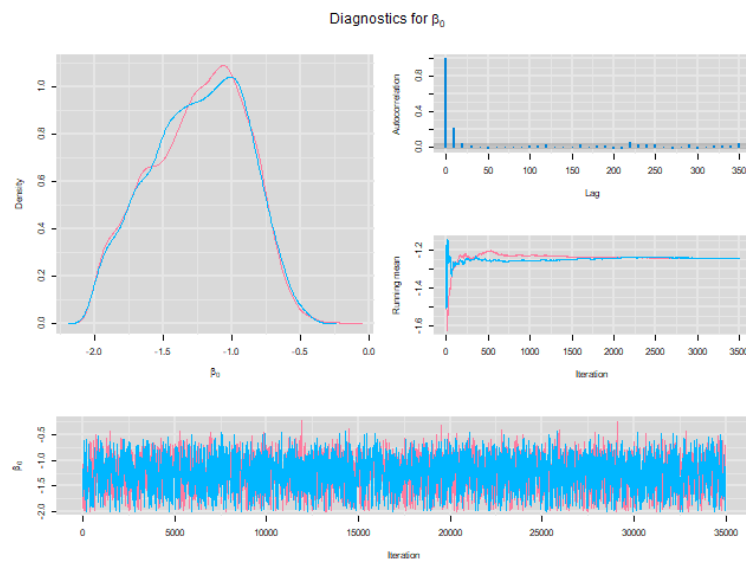 Diagnostics for β₀
Density
0.0 0.2 0.4 0.6 0.8 1.0
-2.0 -1.5 -1.0 -0.5 0.0
β₀
Autocorrelation
0.0 0.4 0.8
0 50 100 150 200 250 300 350
Lag
Running mean
-1.6 -1.4 -1.2
0 500 1000 1500 2000 2500 3000 3500
Iteration
β₀
-2.0 -1.5 -1.0 -0.5
0 5000 10000 15000 20000 25000 30000 35000
Iteration